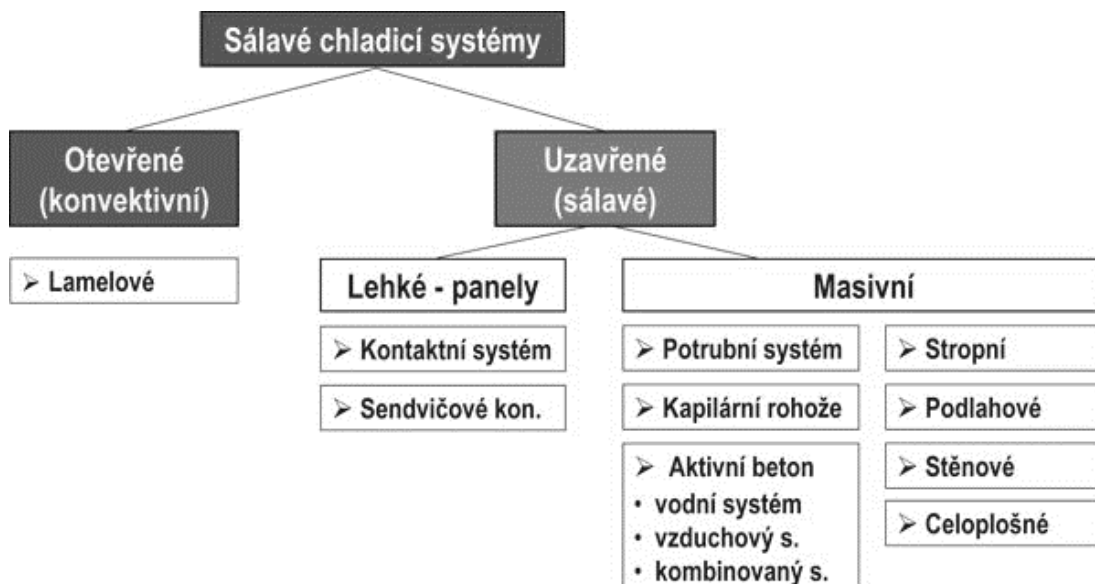 Sálavé chladicí systémy
Otevřené
(konvektivní)
Uzavřené
(sálavé)
➢ Lamelové
Lehké - panely
Masivní
➢ Kontaktní systém
➢ Sendvičové kon.
➢ Potrubní systém
➢ Kapilární rohože
➢ Aktivní beton
• vodní systém
• vzduchový s.
• kombinovaný s.
➢ Stropní
➢ Podlahové
➢ Stěnové
➢ Celoplošné